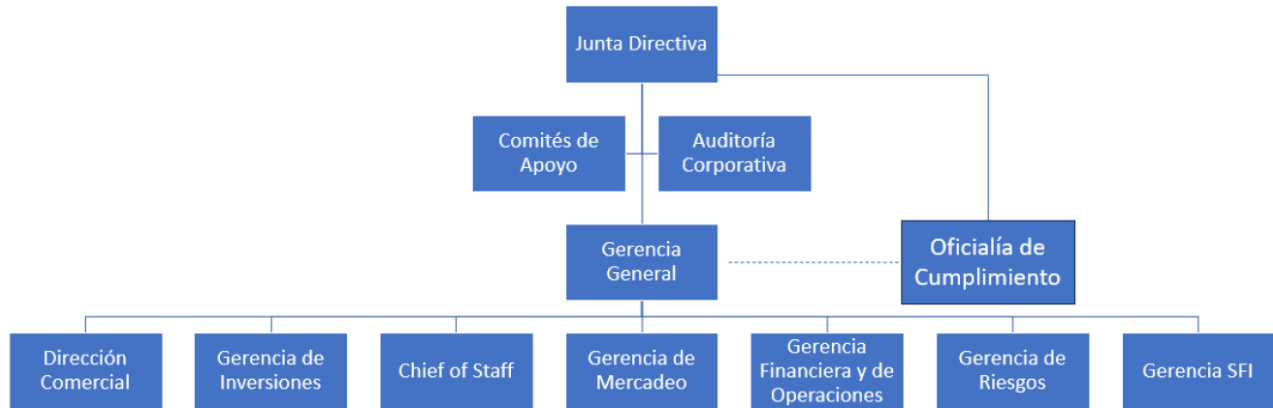 Junta Directiva
Comités de
Apoyo
Auditoría
Corporativa
Gerencia
General
Oficialía de
Cumplimiento
Dirección
Comercial
Gerencia de
Inversiones
Chief of Staff
Gerencia de
Mercadeo
Gerencia
Financiera y de
Operaciones
Gerencia de
Riesgos
Gerencia SFI